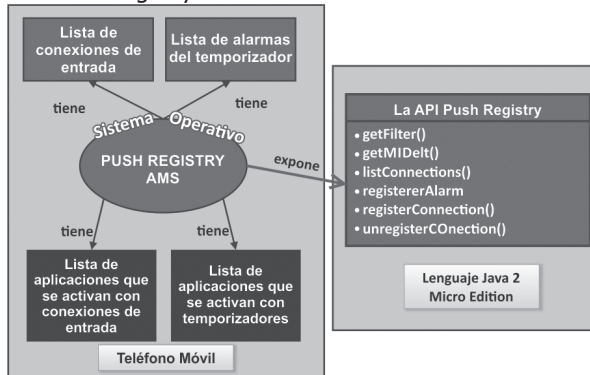 Lista de
conexiones de
entrada
Lista de alarmas
del temporizador
tiene
tiene
Sistema Operativo
PUSH REGISTRY
AMS
expone
tiene
tiene
Lista de
aplicaciones que
se activan con
conexiones de
entrada
Lista de
aplicaciones que
se activan con
temporizadores
Teléfono Móvil
La API Push Registry
• getFilter()
• getMIDelt()
• listConnections()
• registererAlarm
• registerConnection()
• unregisterCOnection()
Lenguaje Java 2
Micro Edition